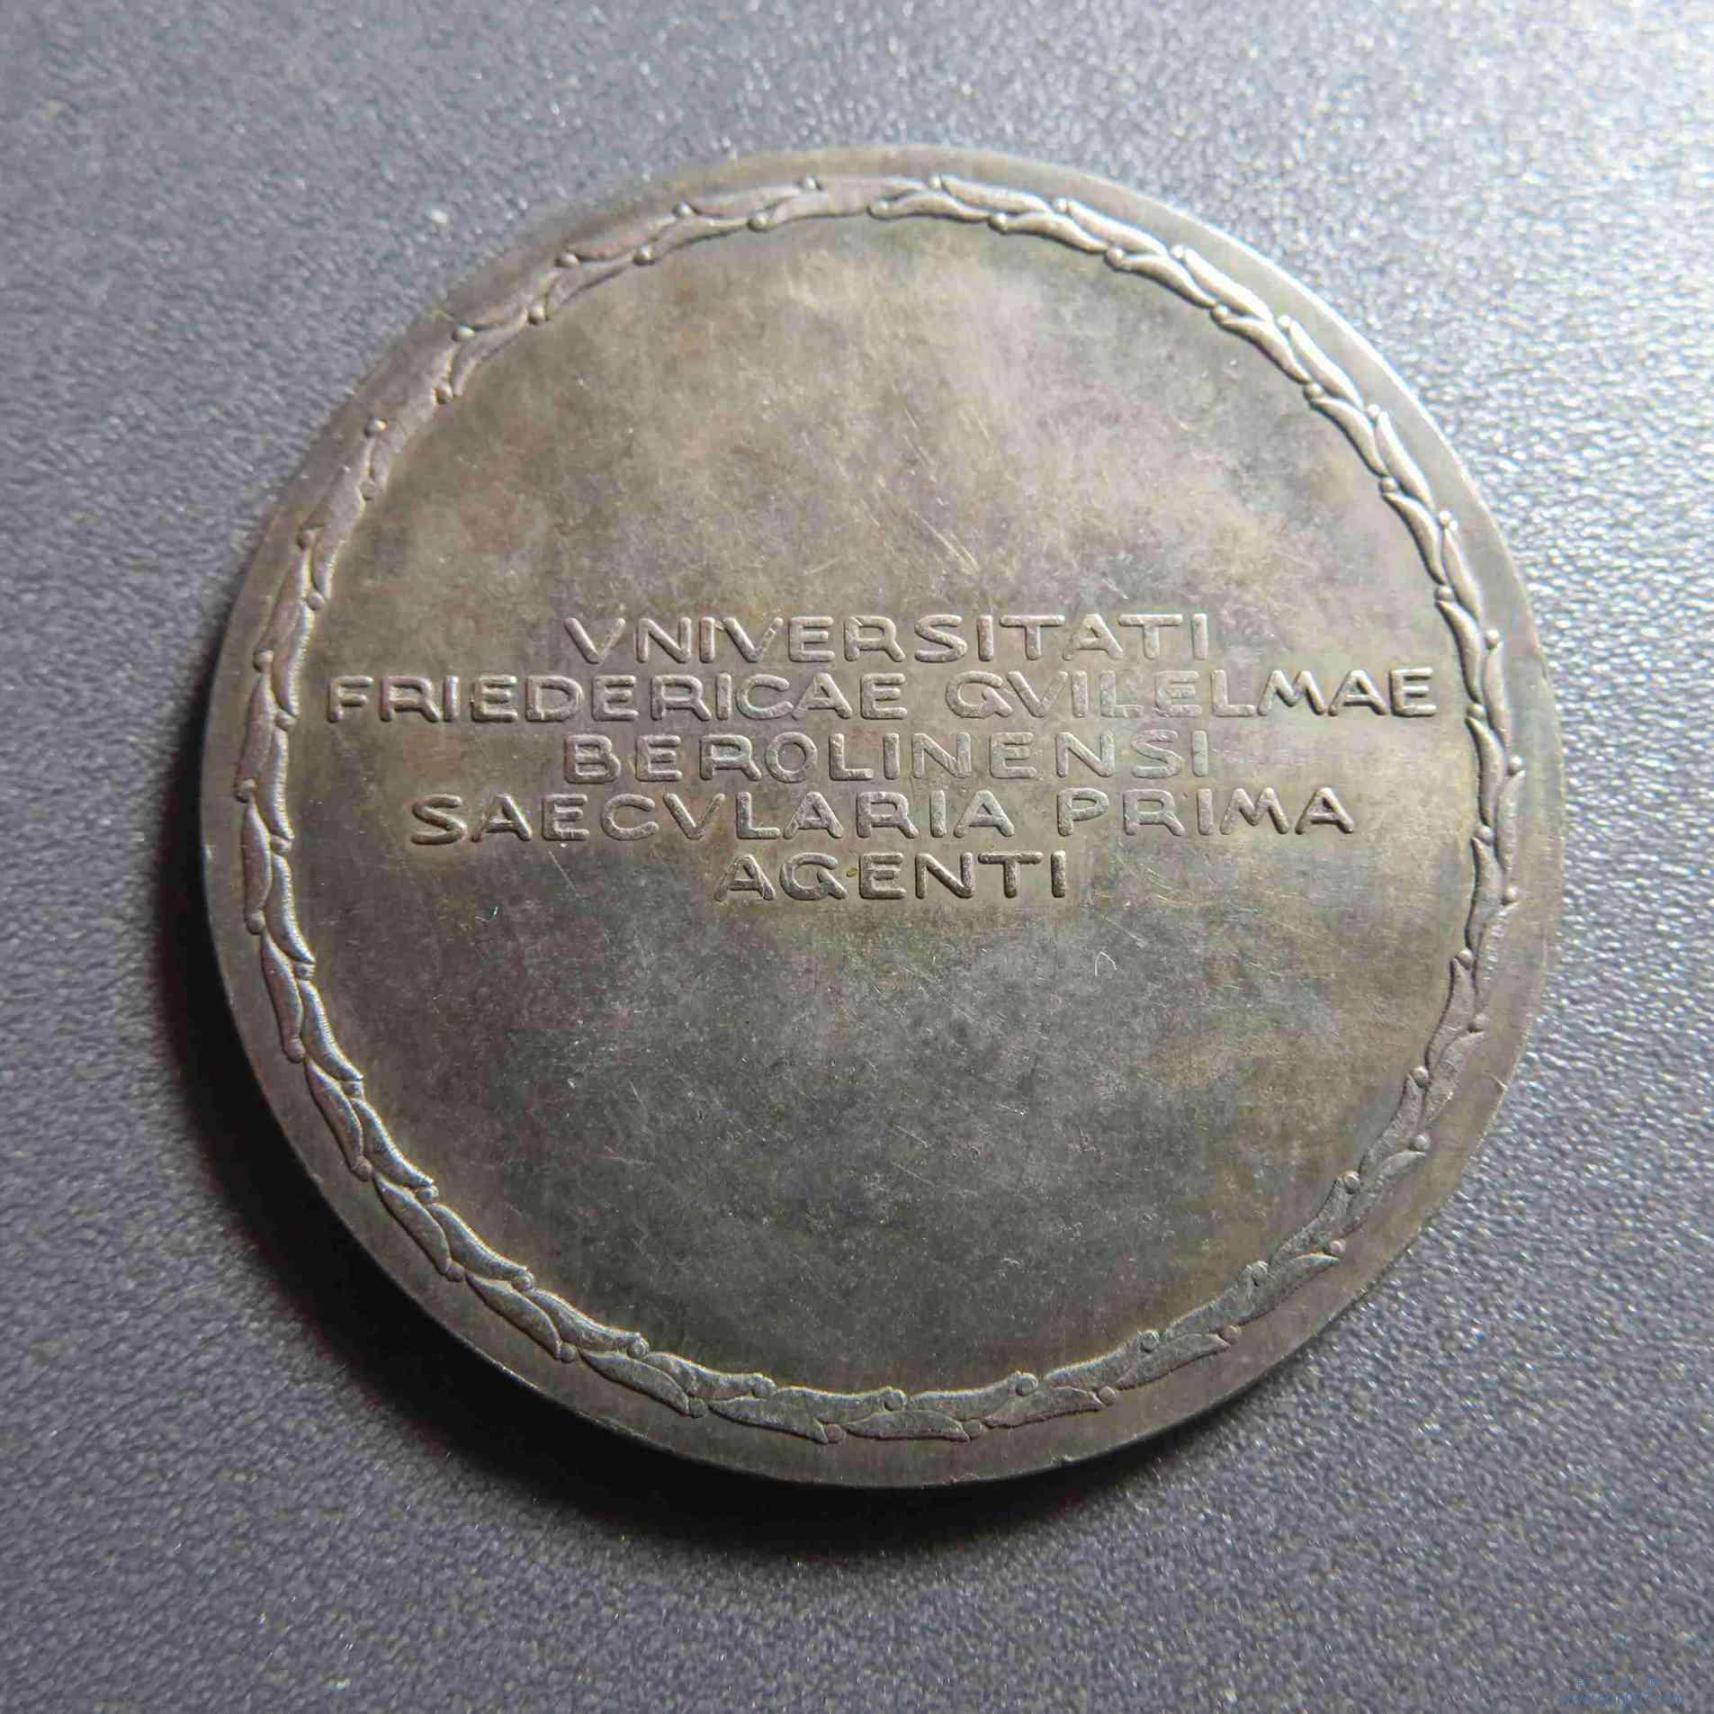 VNIVERSITATI
FRIEDERICAE GVILELMAE
BEROLINENSI
SAECVLARIA PRIMA
AGENTI